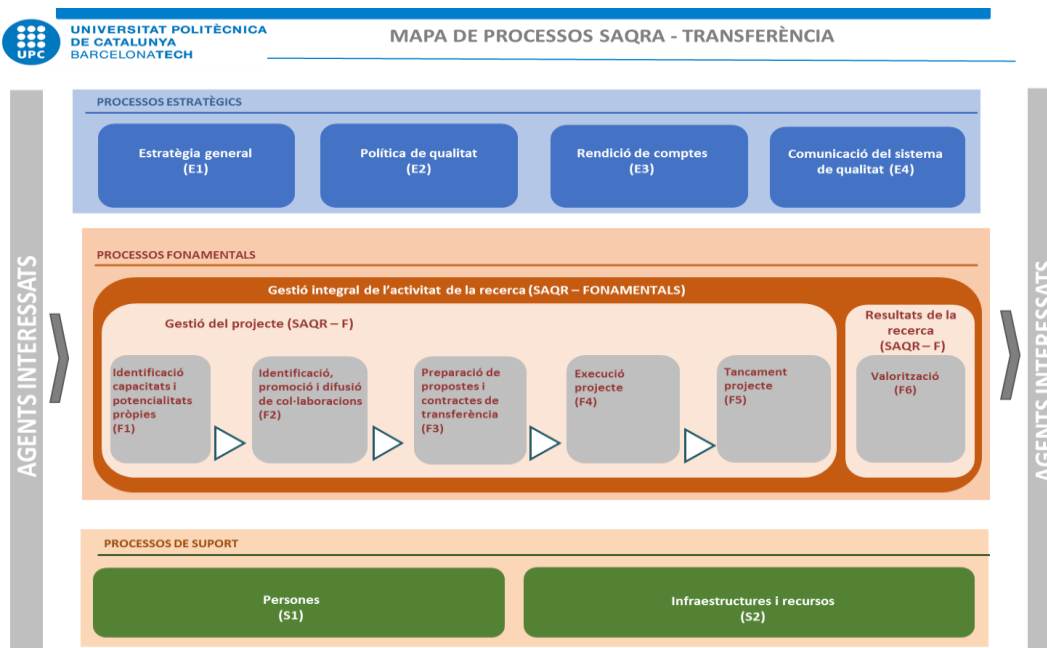 UNIVERSITAT POLITÈCNICA
DE CATALUNYA
BARCELONATECH
UPC
MAPA DE PROCESSOS SAQRA - TRANSFERÈNCIA
AGENTS INTERESSATS
PROCESSOS ESTRATÈGICS
Estratègia general
(E1)
Política de qualitat
(E2)
Rendició de comptes
(E3)
Comunicació del sistema
de qualitat (E4)
PROCESSOS FONAMENTALS
Gestió integral de l’activitat de la recerca (SAQR – FONAMENTALS)
Gestió del projecte (SAQR – F)
Identificació
capacitats i
potencialitats
pròpies
(F1)
Identificació,
promoció i difusió
de col·laboracions
(F2)
Preparació de
propostes i
contractes de
transferència
(F3)
Execució
projecte
(F4)
Tancament
projecte
(F5)
Resultats de la
recerca
(SAQR – F)
Valorització
(F6)
PROCESSOS DE SUPORT
Persones
(S1)
Infraestructures i recursos
(S2)
AGENTS INTERESSATS